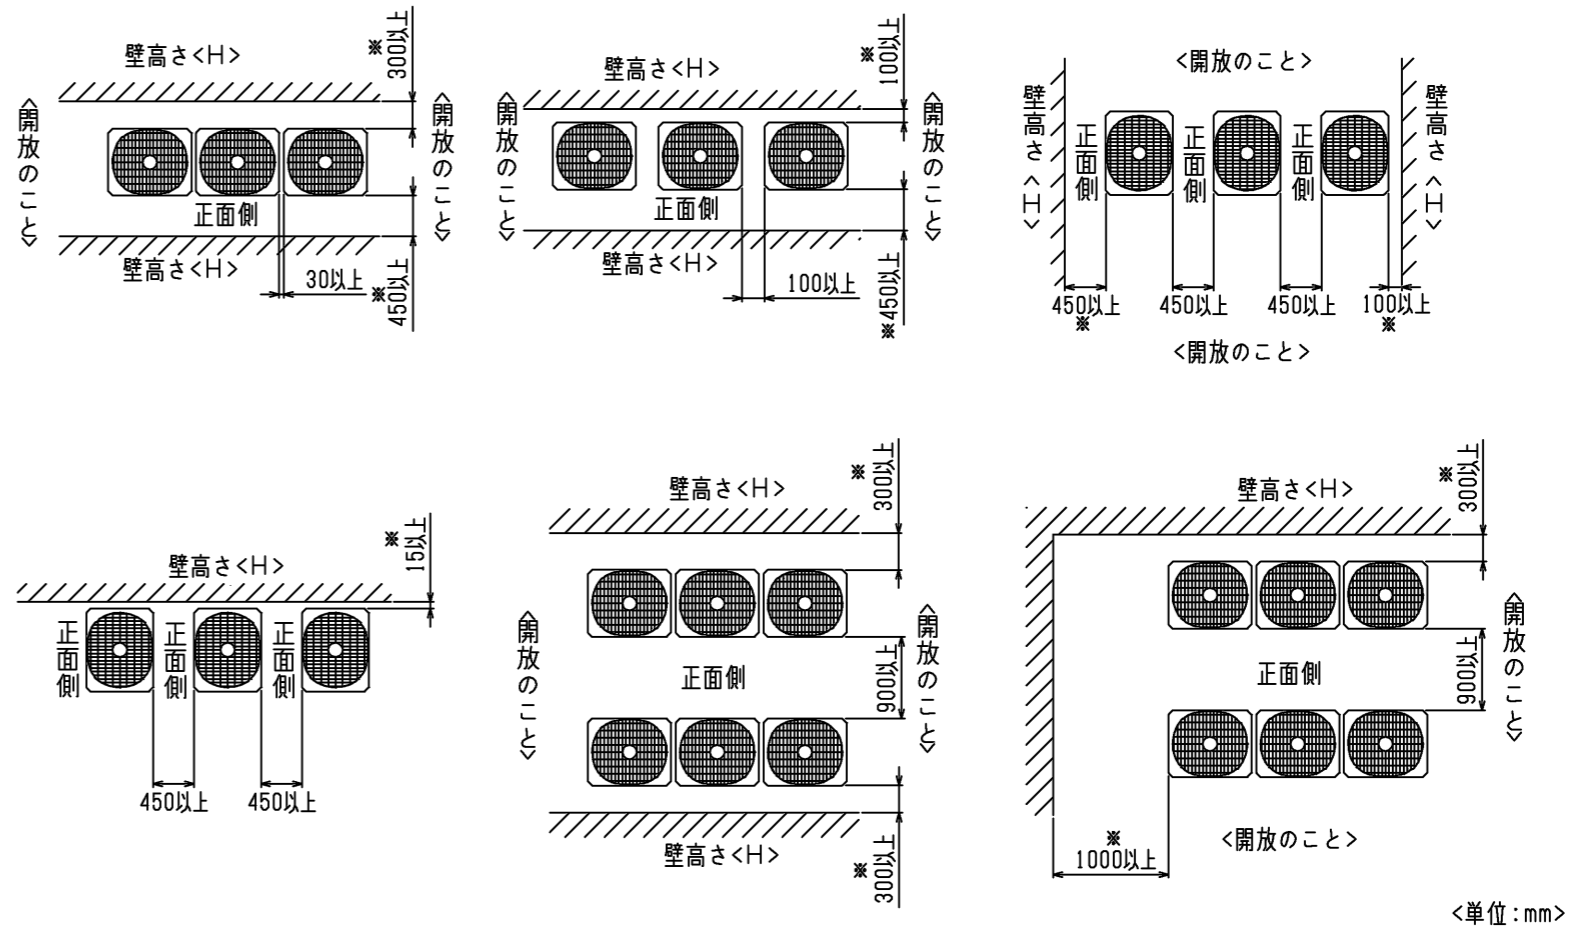 壁高さ<H>
※
300以上
<開放のこと>
<開放のこと>
正面側
壁高さ<H>
30以上
※
450以上
壁高さ<H>
※
100以上
<開放のこと>
<開放のこと>
正面側
壁高さ<H>
100以上
※450以上
<開放のこと>
壁高さ<H>
正面側
正面側
正面側
壁高さ<H>
450以上
※
450以上
450以上
100以上
※
<開放のこと>
壁高さ<H>
※
15以上
正面側
正面側
正面側
450以上
450以上
壁高さ<H>
※
300以上
<開放のこと>
正面側
900以上
<開放のこと>
壁高さ<H>
※
300以上
壁高さ<H>
※
300以上
正面側
900以上
<開放のこと>
※
1000以上
<開放のこと>
<単位:mm>